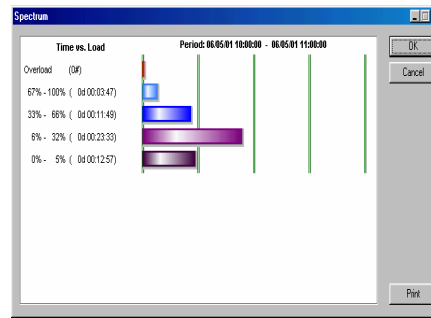 Spectrum
Time vs. Load
Period: 06/05/01 10:00:00 - 06/05/01 11:00:00
Overload (0#)
67% - 100% ( 0d 00:03:47)
33% - 66% ( 0d 00:11:49)
6% - 32% ( 0d 00:23:33)
0% - 5% ( 0d 00:12:57)
OK
Cancel
Print